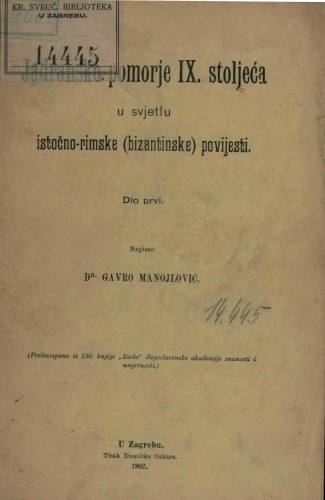 KR. SVEUČ. BIBLIOTEKA
U ZAGREBU.
14445
Jadransko pomorje IX. stoljeća
u svjetlu
istočno-rimske (bizantinske) povijesti.
Dio prvi.
Napisao
Dr. GAVRO MANOJLOVIĆ.
14.445
(Preštampano iz 150. knjige „Rada“ Jugoslavenske akademije znanosti i
umjetnosti.)
U Zagrebu.
Tisak Dioničke tiskare.
1902.